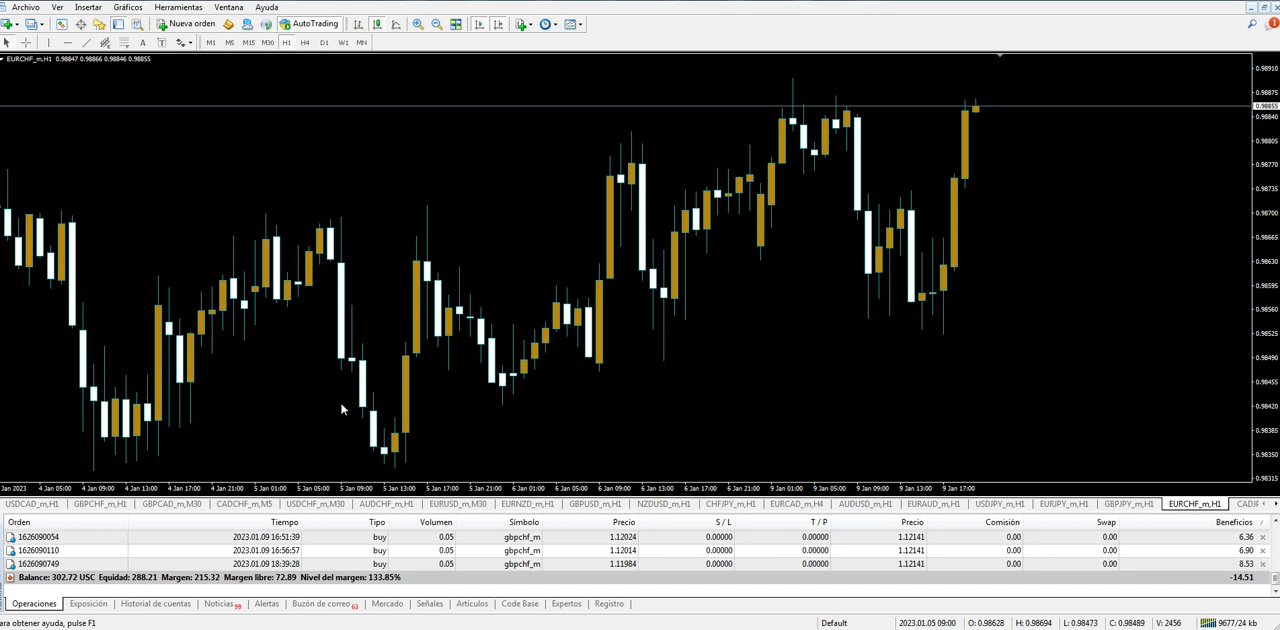 Archivo Ver Insertar Gráficos Herramientas Ventana Ayuda
Nueva orden AutoTrading 1
A T M1 M5 M15 M30 H1 H4 D1 W1 MN
EURCHF_m,H1 0.98847 0.98866 0.98846 0.98855
0.98910
0.98875
0.98855
0.98840
0.98805
0.98770
0.98735
0.98700
0.98665
0.98630
0.98595
0.98560
0.98525
0.98490
0.98455
0.98420
0.98385
0.98350
0.98315
Jan 2023 4 Jan 05:00 4 Jan 09:00 4 Jan 13:00 4 Jan 17:00 4 Jan 21:00 5 Jan 01:00 5 Jan 05:00 5 Jan 09:00 5 Jan 13:00 5 Jan 17:00 5 Jan 21:00 6 Jan 01:00 6 Jan 05:00 6 Jan 09:00 6 Jan 13:00 6 Jan 17:00 6 Jan 21:00 9 Jan 01:00 9 Jan 05:00 9 Jan 09:00 9 Jan 13:00 9 Jan 17:00
USDCAD_m,H1 GBPCHF_m,H1 GBPCAD_m,M30 CADCHF_m,M5 USDCHF_m,M30 AUDCHF_m,H1 EURUSD_m,M30 EURNZD_m,H1 GBPUSD_m,H1 NZDUSD_m,H1 CHFJPY_m,H1 EURCAD_m,H4 AUDUSD_m,H1 EURAUD_m,H1 USDJPY_m,H1 EURJPY_m,H1 GBPJPY_m,H1 EURCHF_m,H1
Orden Tiempo Tipo Volumen Símbolo Precio S / L T / P Precio Comisión Swap Beneficios /
1626090054 2023.01.09 16:51:39 buy 0.05 gbpchf_m 1.12024 0.00000 0.00000 1.12141 0.00 0.00 6.36
1626090110 2023.01.09 16:56:57 buy 0.05 gbpchf_m 1.12014 0.00000 0.00000 1.12141 0.00 0.00 6.90
1626090749 2023.01.09 18:39:28 buy 0.05 gbpchf_m 1.11984 0.00000 0.00000 1.12141 0.00 0.00 8.53
Balance: 302.72 USC Equidad: 288.21 Margen: 215.32 Margen libre: 72.89 Nivel del margen: 133.85% -14.51
Operaciones Exposición Historial de cuentas Noticias 99 Alertas Buzón de correo 63 Mercado Señales Artículos Code Base Expertos Registro
ara obtener ayuda, pulse F1 Default 2023.01.05 09:00 O: 0.98628 H: 0.98694 L: 0.98473 C: 0.98489 V: 2456 9677/24 kb